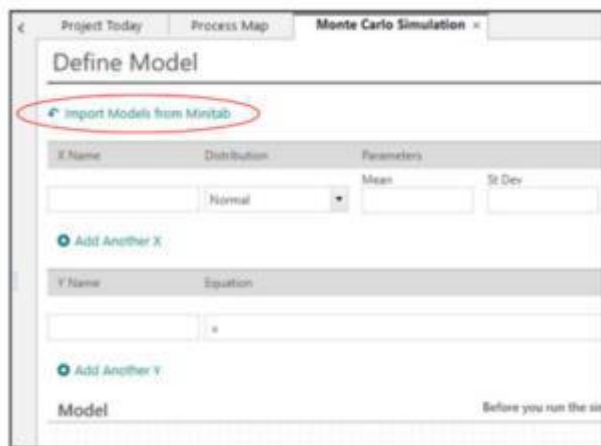 Project Today Process Map Monte Carlo Simulation ×
Define Model
Import Models from Minitab
X Name Distribution Parameters
Mean St Dev
Normal
Add Another X
Y Name Equation
=
Add Another Y
Model Before you run the si